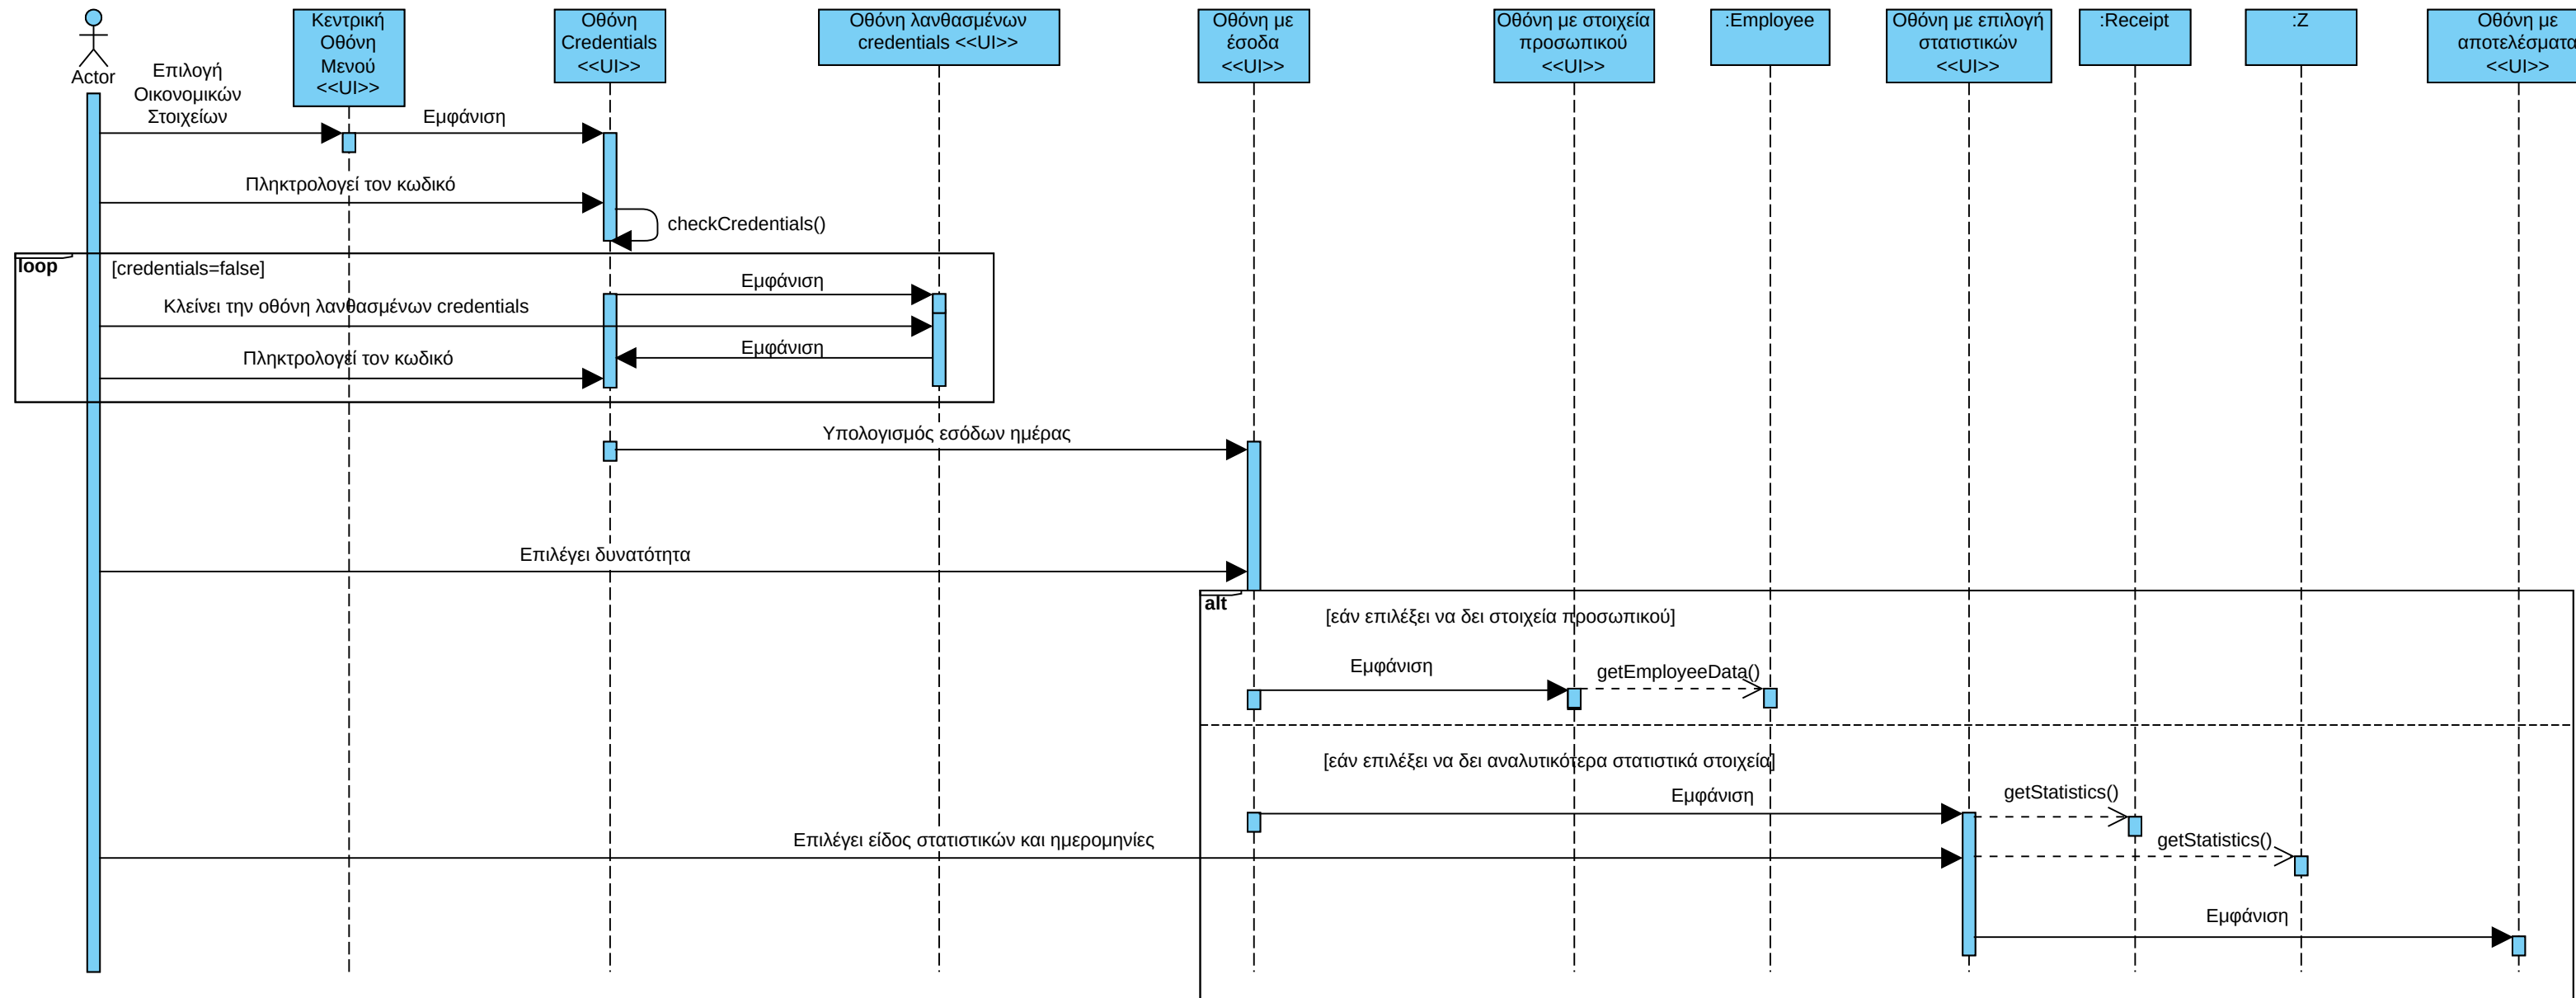 Actor
Κεντρική
Οθόνη
Μενού
<<UI>>
Οθόνη
Credentials
<<UI>>
Οθόνη λανθασμένων
credentials <<UI>>
Οθόνη με
έσοδα
<<UI>>
Οθόνη με στοιχεία
προσωπικού
<<UI>>
:Employee
Οθόνη με επιλογή
στατιστικών
<<UI>>
:Receipt
:Z
Οθόνη με
αποτελέσματα
<<UI>>
Επιλογή
Οικονομικών
Στοιχείων
Εμφάνιση
Πληκτρολογεί τον κωδικό
checkCredentials()
loop
[credentials=false]
Εμφάνιση
Κλείνει την οθόνη λανθασμένων credentials
Εμφάνιση
Πληκτρολογεί τον κωδικό
Υπολογισμός εσόδων ημέρας
Επιλέγει δυνατότητα
alt
[εάν επιλέξει να δει στοιχεία προσωπικού]
Εμφάνιση
getEmployeeData()
[εάν επιλέξει να δει αναλυτικότερα στατιστικά στοιχεία]
Εμφάνιση
getStatistics()
Επιλέγει είδος στατιστικών και ημερομηνίες
getStatistics()
Εμφάνιση